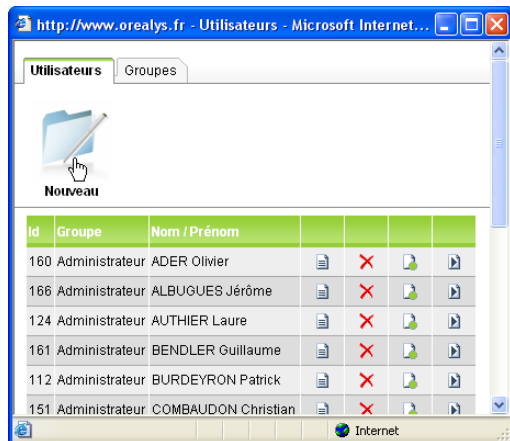 http://www.orealys.fr - Utilisateurs - Microsoft Internet...
Utilisateurs Groupes
Nouveau
Id Groupe Nom / Prénom
160 Administrateur ADER Olivier
166 Administrateur ALBUGUES Jérôme
124 Administrateur AUTHIER Laure
161 Administrateur BENDLER Guillaume
112 Administrateur BURDEYRON Patrick
151 Administrateur COMBAUDON Christian
Internet